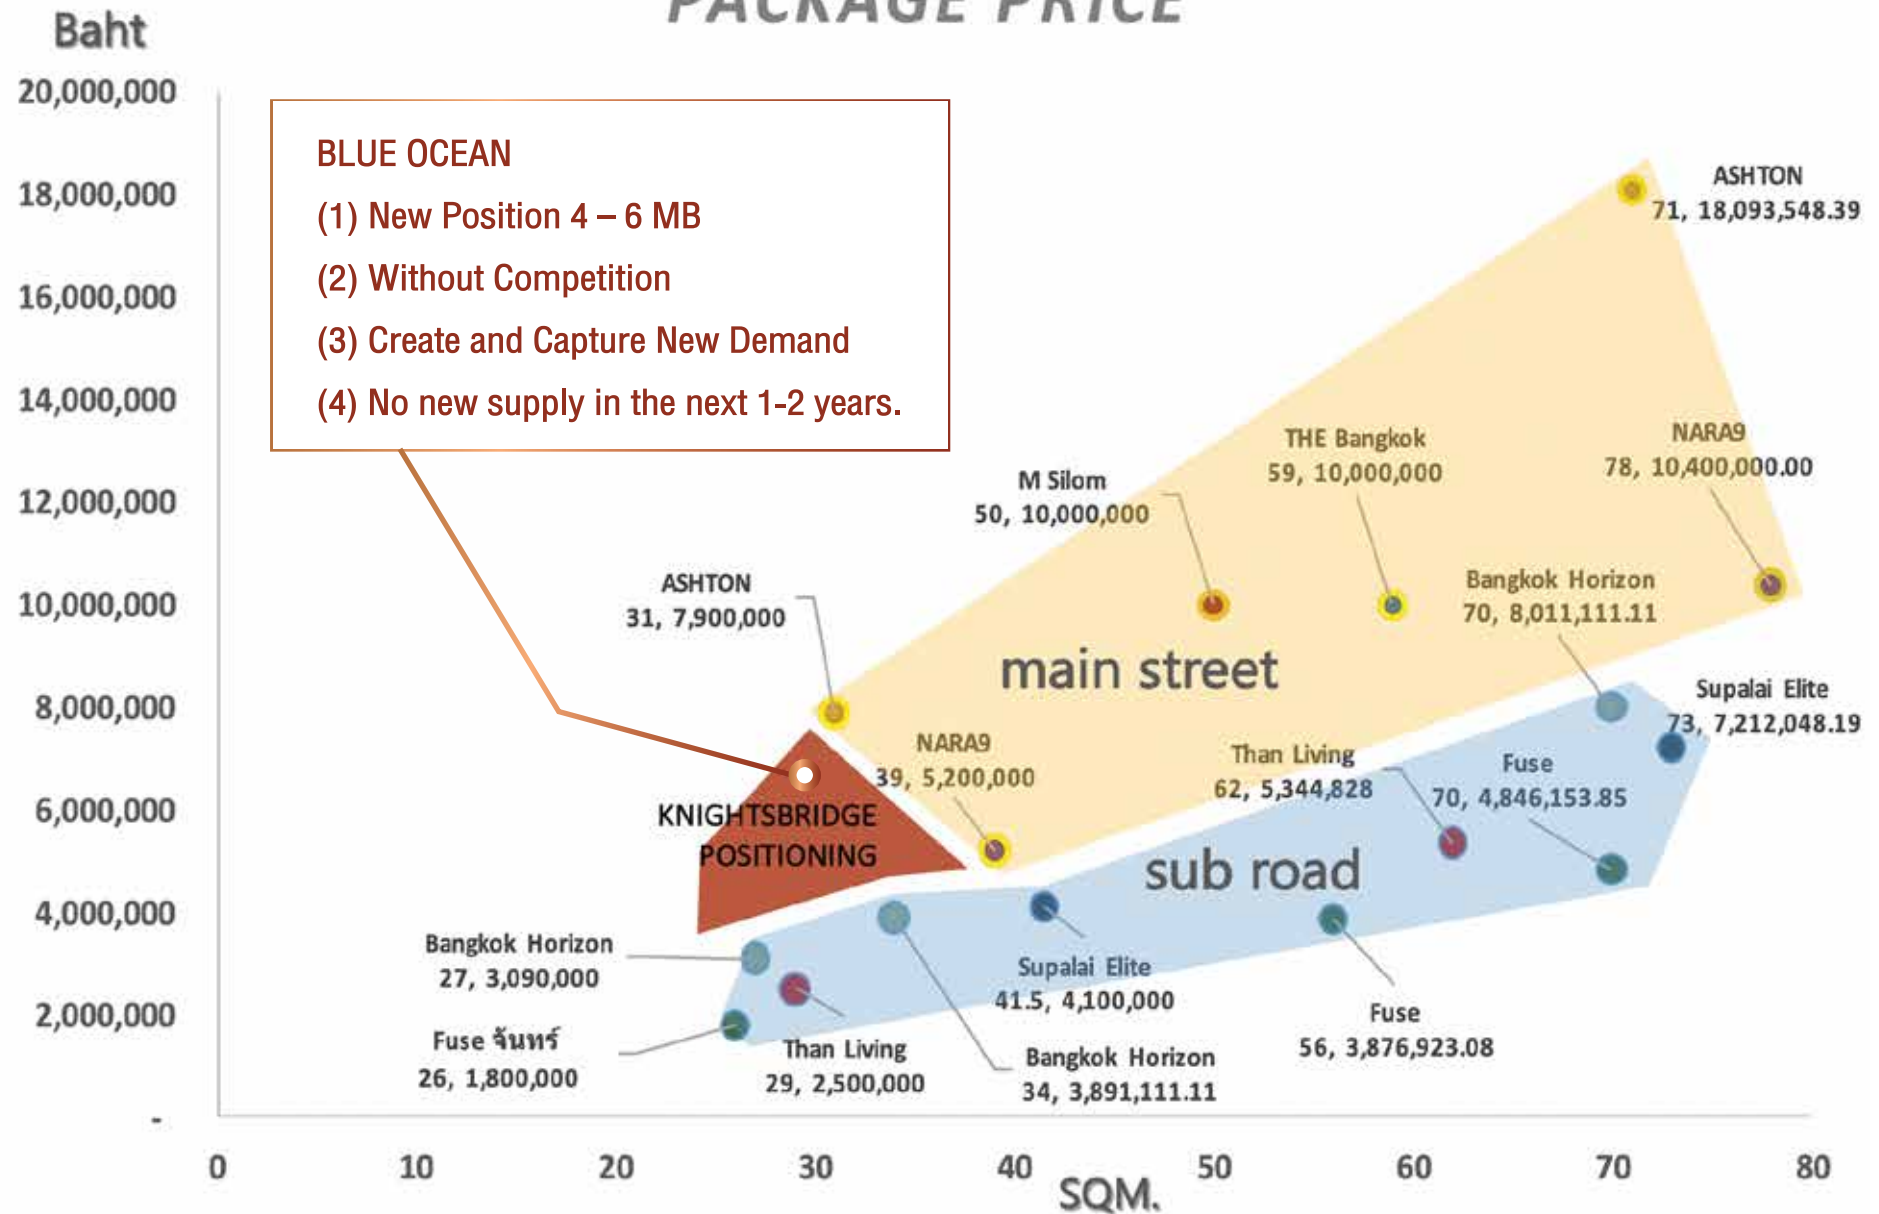 PACKAGE PRICE
Baht
20,000,000
18,000,000
16,000,000
14,000,000
12,000,000
10,000,000
8,000,000
6,000,000
4,000,000
2,000,000
-
BLUE OCEAN
(1) New Position 4 – 6 MB
(2) Without Competition
(3) Create and Capture New Demand
(4) No new supply in the next 1-2 years.
ASHTON
71, 18,093,548.39
THE Bangkok
59, 10,000,000
NARA9
78, 10,400,000.00
M Silom
50, 10,000,000
ASHTON
31, 7,900,000
Bangkok Horizon
70, 8,011,111.11
main street
Supalai Elite
73, 7,212,048.19
NARA9
39, 5,200,000
Than Living
62, 5,344,828
Fuse
70, 4,846,153.85
KNIGHTSBRIDGE
POSITIONING
sub road
Bangkok Horizon
27, 3,090,000
Supalai Elite
41.5, 4,100,000
Fuse
56, 3,876,923.08
Fuse จันทร์
26, 1,800,000
Than Living
29, 2,500,000
Bangkok Horizon
34, 3,891,111.11
0 10 20 30 40 50 60 70 80
SQM.